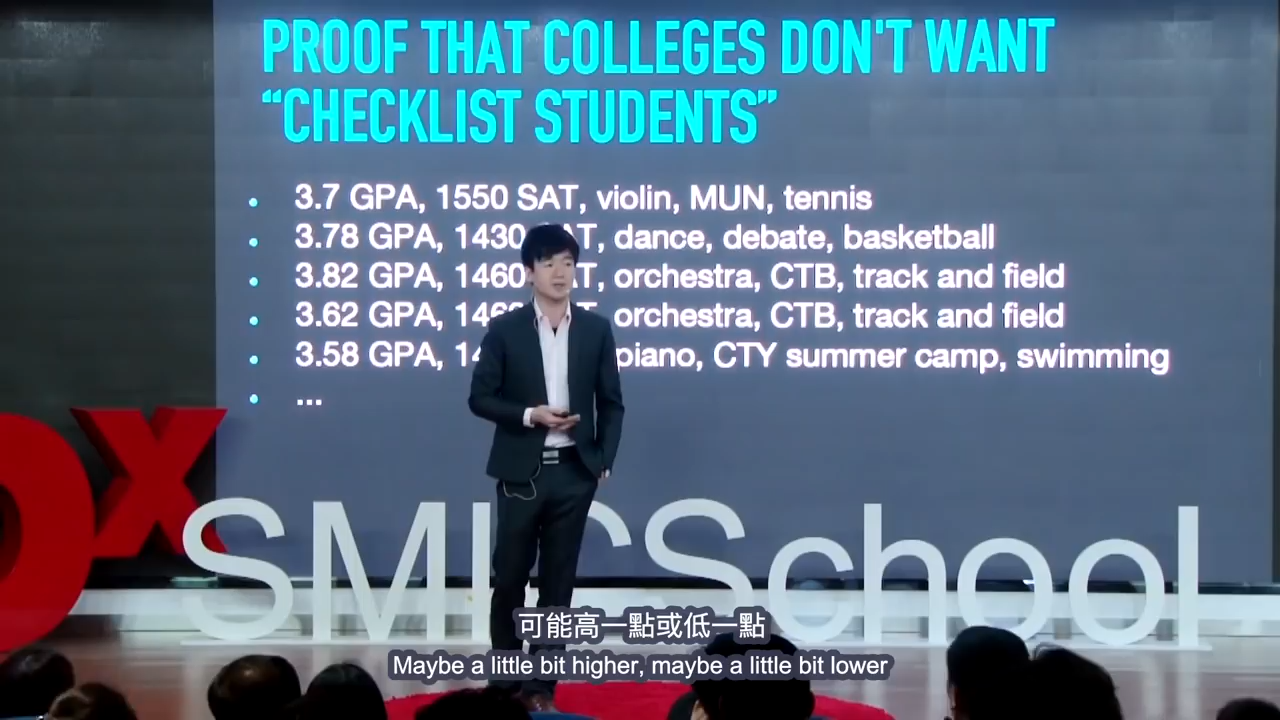 PROOF THAT COLLEGES DON'T WANT
“CHECKLIST STUDENTS”
• 3.7 GPA, 1550 SAT, violin, MUN, tennis
• 3.78 GPA, 1430 SAT, dance, debate, basketball
• 3.82 GPA, 1460 SAT, orchestra, CTB, track and field
• 3.62 GPA, orchestra, CTB, track and field
• 3.58 GPA, piano, CTY summer camp, swimming
• ...
SMIC School
可能高一點或低一點
Maybe a little bit higher, maybe a little bit lower